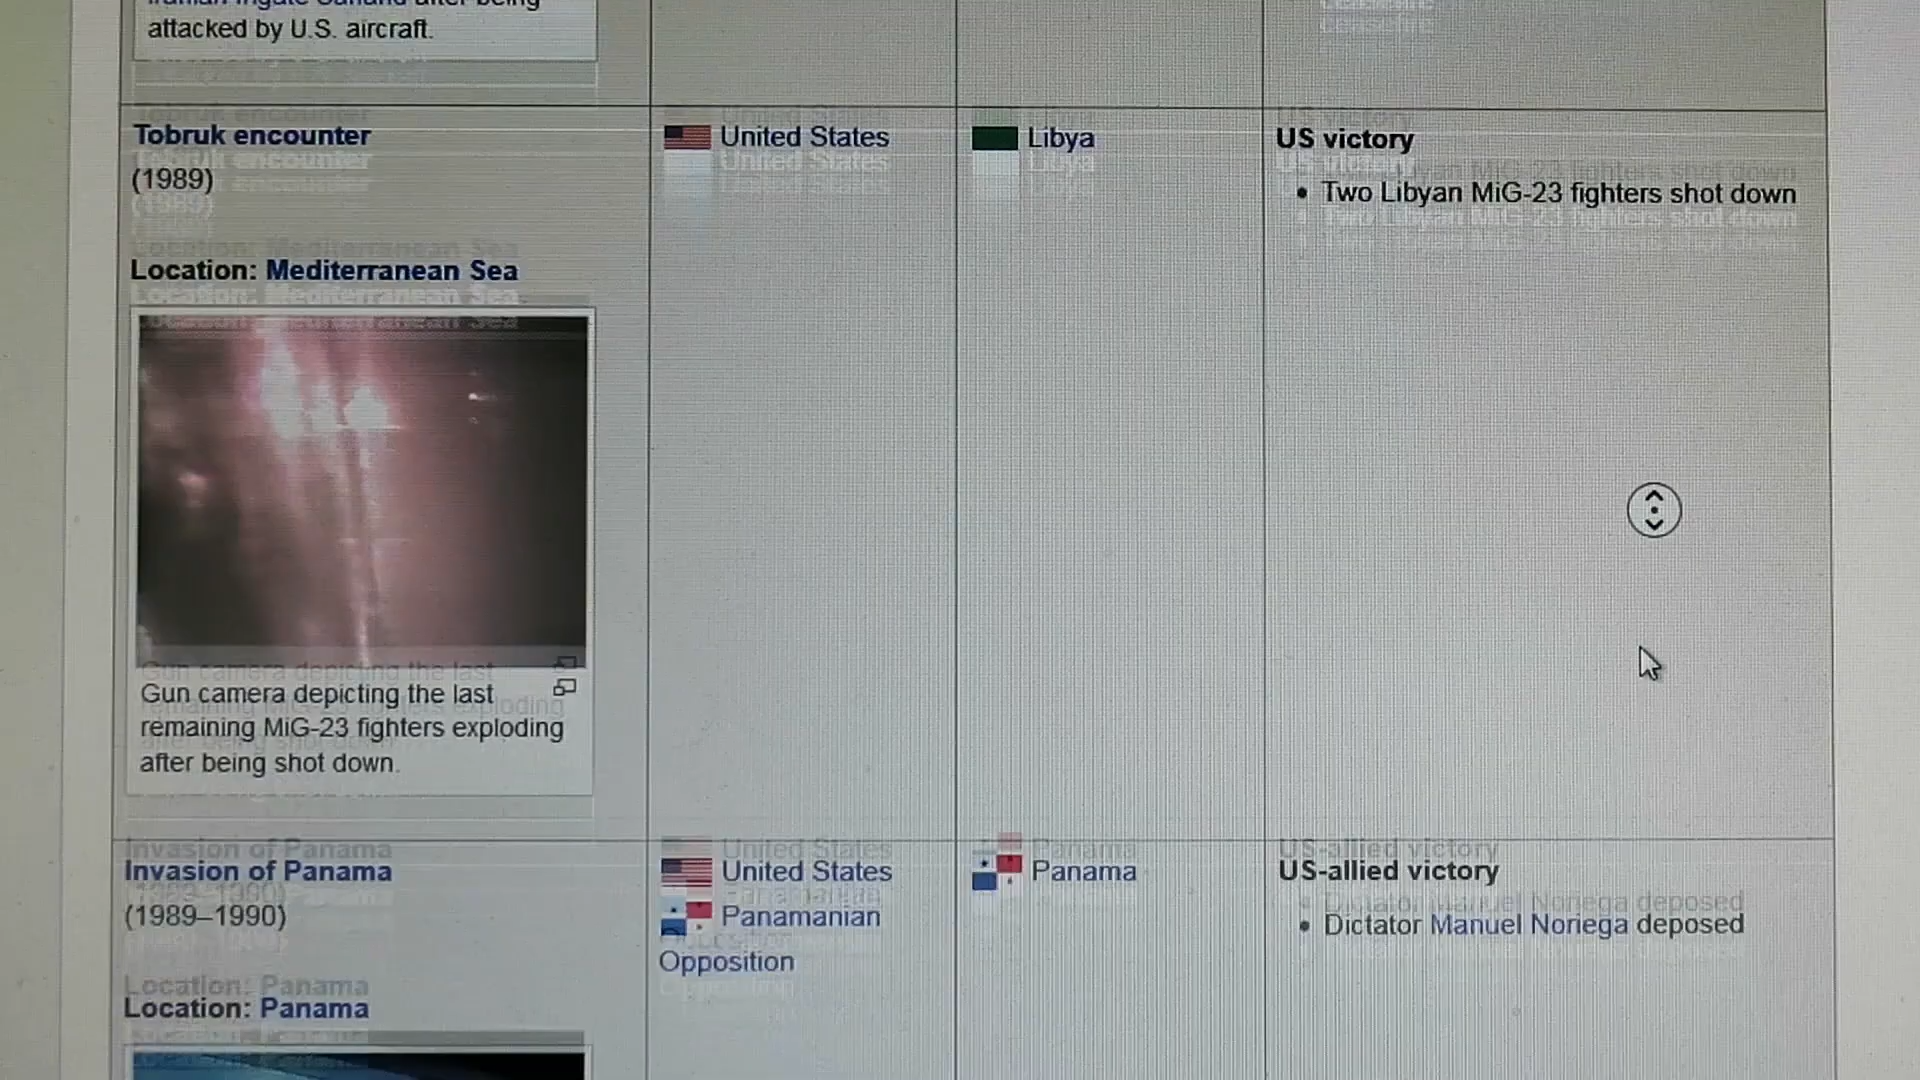 attacked by U.S. aircraft.
Tobruk encounter
(1989)
Location: Mediterranean Sea
United States
Libya
US victory
• Two Libyan MiG-23 fighters shot down
Gun camera depicting the last
remaining MiG-23 fighters exploding
after being shot down.
Invasion of Panama
(1989–1990)
Location: Panama
United States
Panamanian
Opposition
Panama
US-allied victory
• Dictator Manuel Noriega deposed